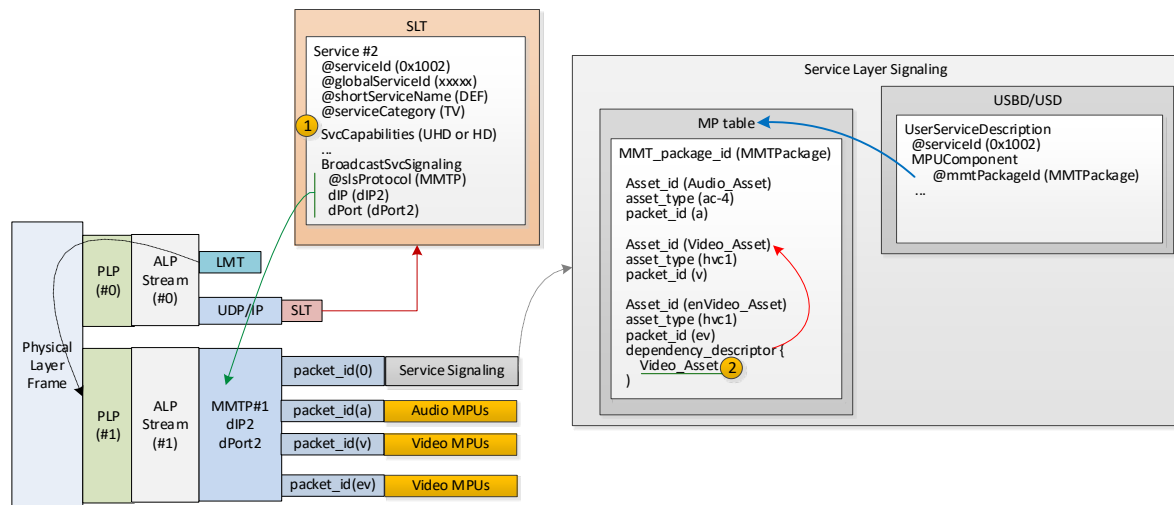 SLT
Service #2
@serviceId (0x1002)
@globalServiceId (xxxxx)
@shortServiceName (DEF)
@serviceCategory (TV)
1
SvcCapabilities (UHD or HD)
...
BroadcastSvcSignaling
@slsProtocol (MMTP)
dIP (dIP2)
dPort (dPort2)
Service Layer Signaling
MP table
MMT_package_id (MMTPackage)
Asset_id (Audio_Asset)
asset_type (ac-4)
packet_id (a)
Asset_id (Video_Asset)
asset_type (hvc1)
packet_id (v)
Asset_id (enVideo_Asset)
asset_type (hvc1)
packet_id (ev)
dependency_descriptor {
Video_Asset
2
)
USBD/USD
UserServiceDescription
@serviceId (0x1002)
MPUComponent
@mmtPackageId (MMTPackage)
...
Physical
Layer
Frame
PLP
(#0)
ALP
Stream
(#0)
LMT
UDP/IP
SLT
PLP
(#1)
ALP
Stream
(#1)
MMTP#1
dIP2
dPort2
packet_id(0)
Service Signaling
packet_id(a)
Audio MPUs
packet_id(v)
Video MPUs
packet_id(ev)
Video MPUs